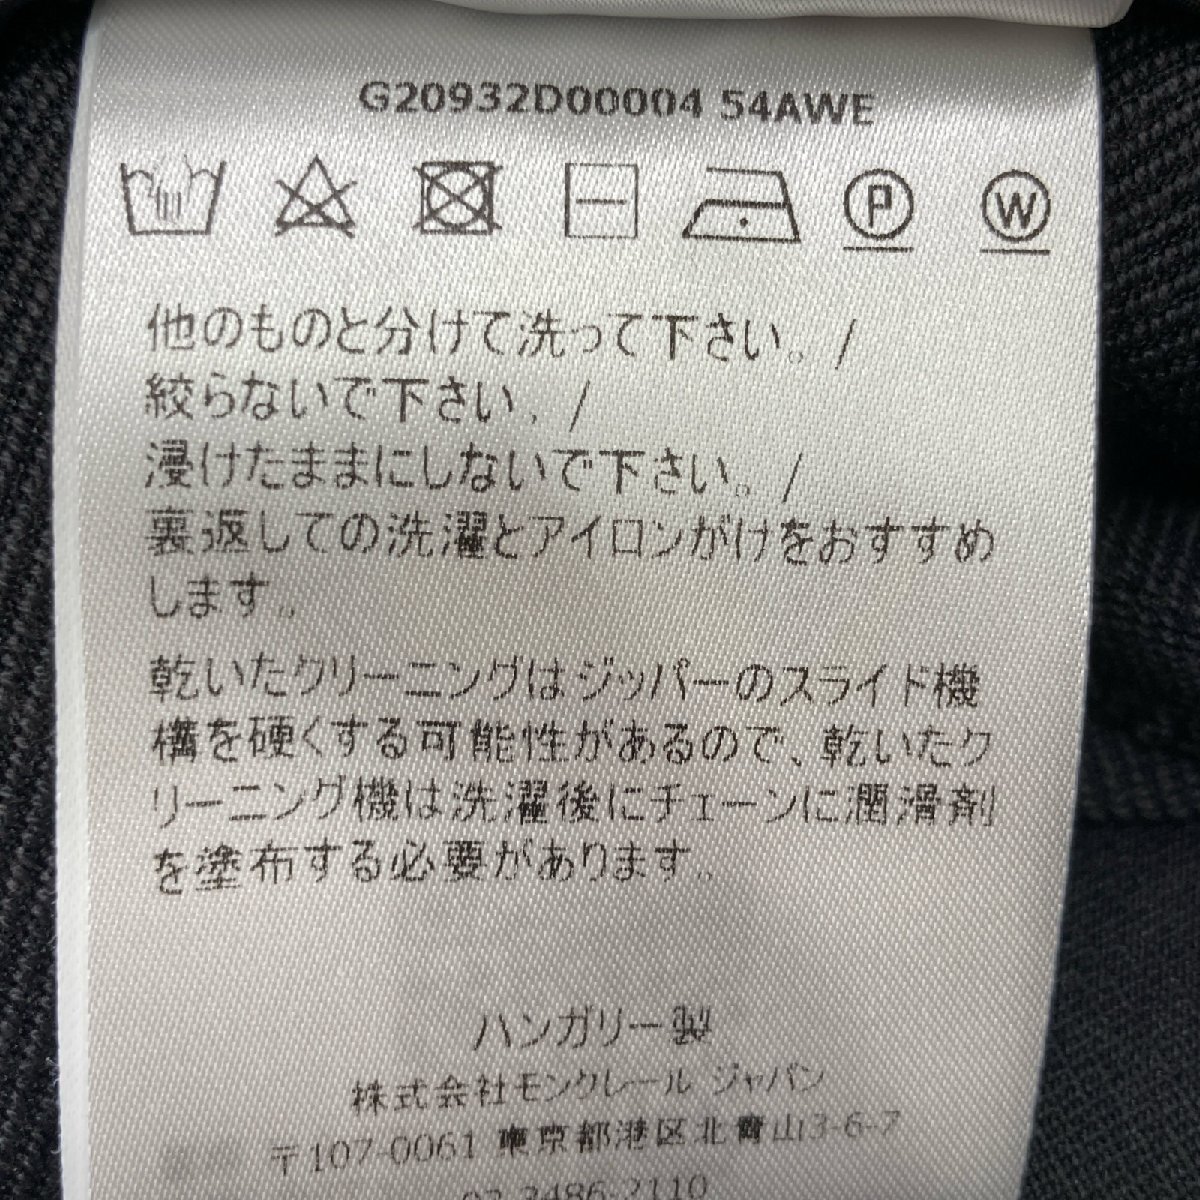 G20932D00004 54AWE
P W
他のものと分けて洗って下さい。/
絞らないで下さい。/
浸けたままにしないで下さい。/
裏返しての洗濯とアイロンがけをおすすめ
します。
乾いたクリーニングはジッパーのスライド機
構を硬くする可能性があるので、乾いたク
リーニング機は洗濯後にチェーンに潤滑剤
を塗布する必要があります。
ハンガリー製
株式会社モンクレール ジャパン
〒107-0061 東京都港区北青山3-6-7
03 3486-2110